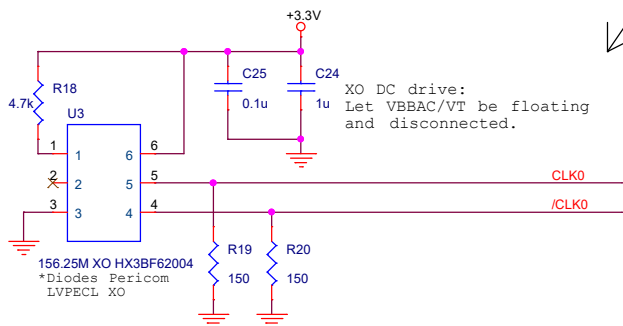 +3.3V
R18
4.7k
C25
0.1u
C24
1u
XO DC drive:
Let VBBAC/VT be floating
and disconnected.
U3
1 1 6 6
2 2 5 5 CLK0
3 3 4 4 /CLK0
R19
150
R20
150
156.25M XO HX3BF62004
*Diodes Pericom
LVPECL XO